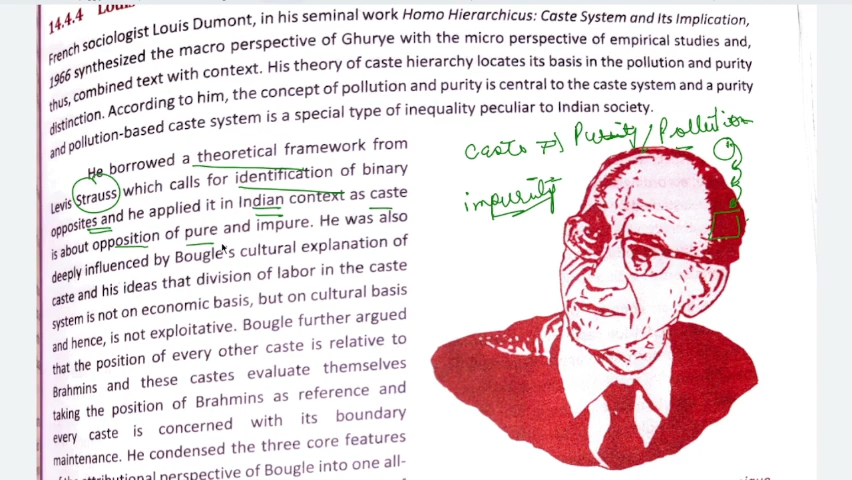 14.4.4 Louis
French sociologist Louis Dumont, in his seminal work Homo Hierarchicus: Caste System and Its Implication,
1966 synthesized the macro perspective of Ghurye with the micro perspective of empirical studies and,
thus, combined text with context. His theory of caste hierarchy locates its basis in the pollution and purity
distinction. According to him, the concept of pollution and purity is central to the caste system and a purity
and pollution-based caste system is a special type of inequality peculiar to Indian society.
Caste => Purity / Pollution
impurity
He borrowed a theoretical framework from
Levis Strauss which calls for identification of binary
opposites and he applied it in Indian context as caste
is about opposition of pure and impure. He was also
deeply influenced by Bougle's cultural explanation of
caste and his ideas that division of labor in the caste
system is not on economic basis, but on cultural basis
and hence, is not exploitative. Bougle further argued
that the position of every other caste is relative to
Brahmins and these castes evaluate themselves
taking the position of Brahmins as reference and
every caste is concerned with its boundary
maintenance. He condensed the three core features
attributional perspective of Bougle into one all-